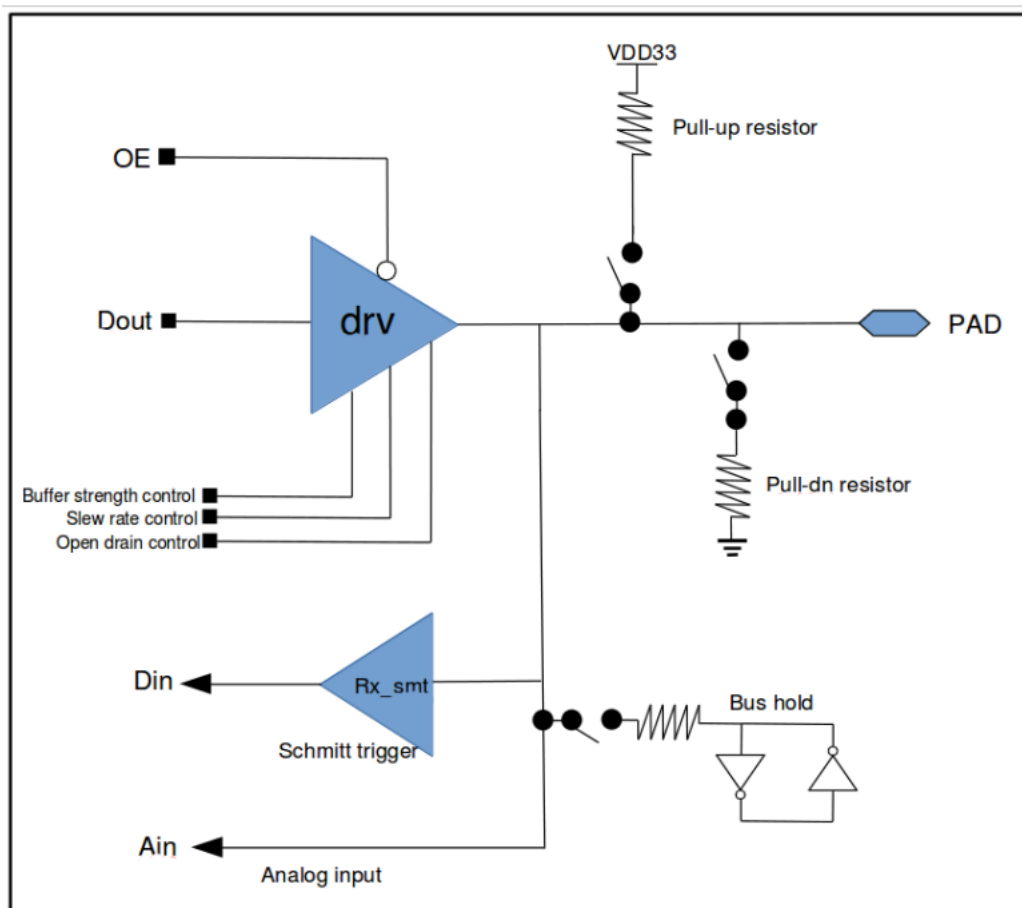 VDD33
Pull-up resistor
OE
Dout
drv
PAD
Pull-dn resistor
Buffer strength control
Slew rate control
Open drain control
Din
Rx_smt
Bus hold
Schmitt trigger
Ain
Analog input